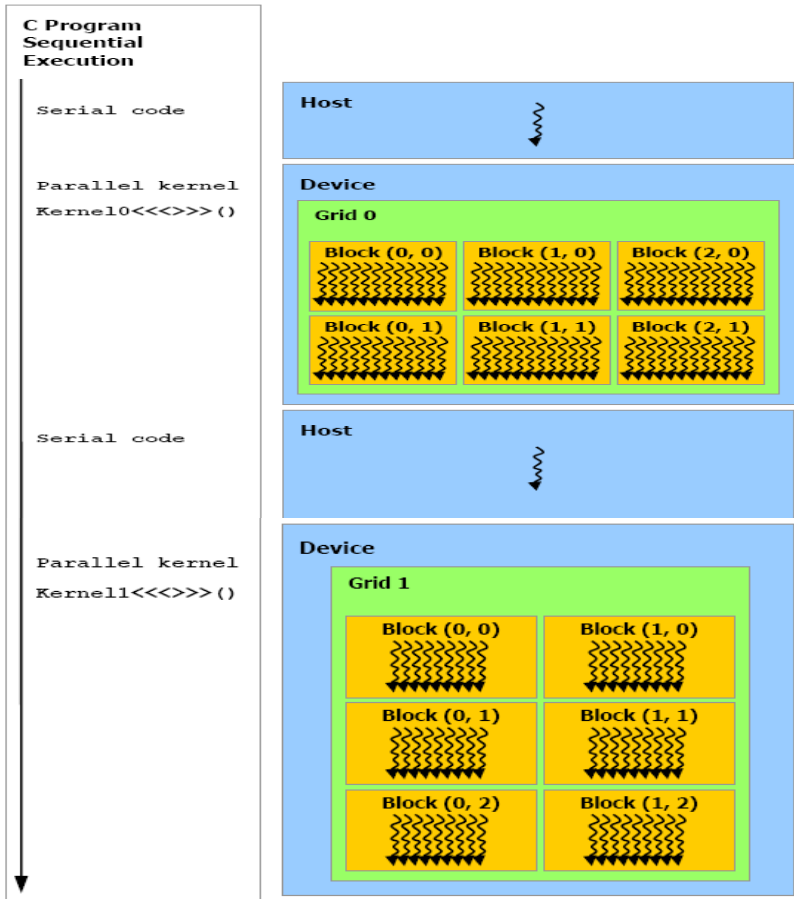 C Program
Sequential
Execution
Serial code
Host
Parallel kernel
Kernel0<<<>>>()
Device
Grid 0
Block (0, 0) Block (1, 0) Block (2, 0)
Block (0, 1) Block (1, 1) Block (2, 1)
Serial code
Host
Parallel kernel
Kernel1<<<>>>()
Device
Grid 1
Block (0, 0) Block (1, 0)
Block (0, 1) Block (1, 1)
Block (0, 2) Block (1, 2)